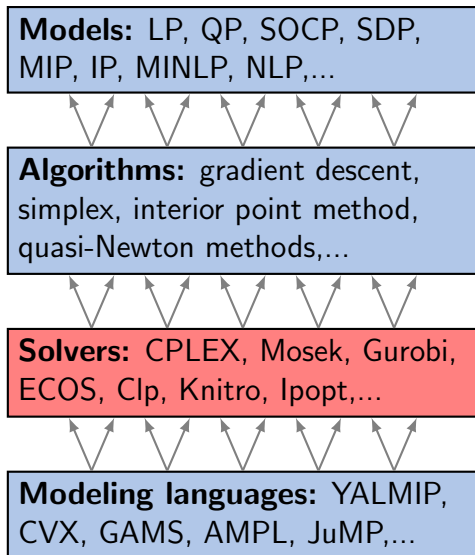 Models: LP, QP, SOCP, SDP,
MIP, IP, MINLP, NLP,...
Algorithms: gradient descent,
simplex, interior point method,
quasi-Newton methods,...
Solvers: CPLEX, Mosek, Gurobi,
ECOS, Clp, Knitro, Ipopt,...
Modeling languages: YALMIP,
CVX, GAMS, AMPL, JuMP,...